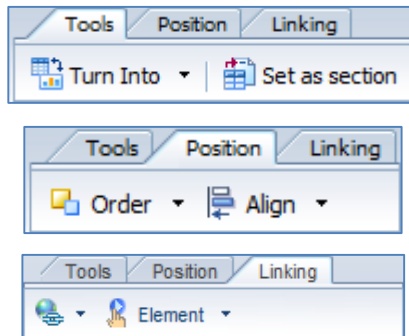 Tools Position Linking
Turn Into Set as section
Tools Position Linking
Order Align
Tools Position Linking
Element